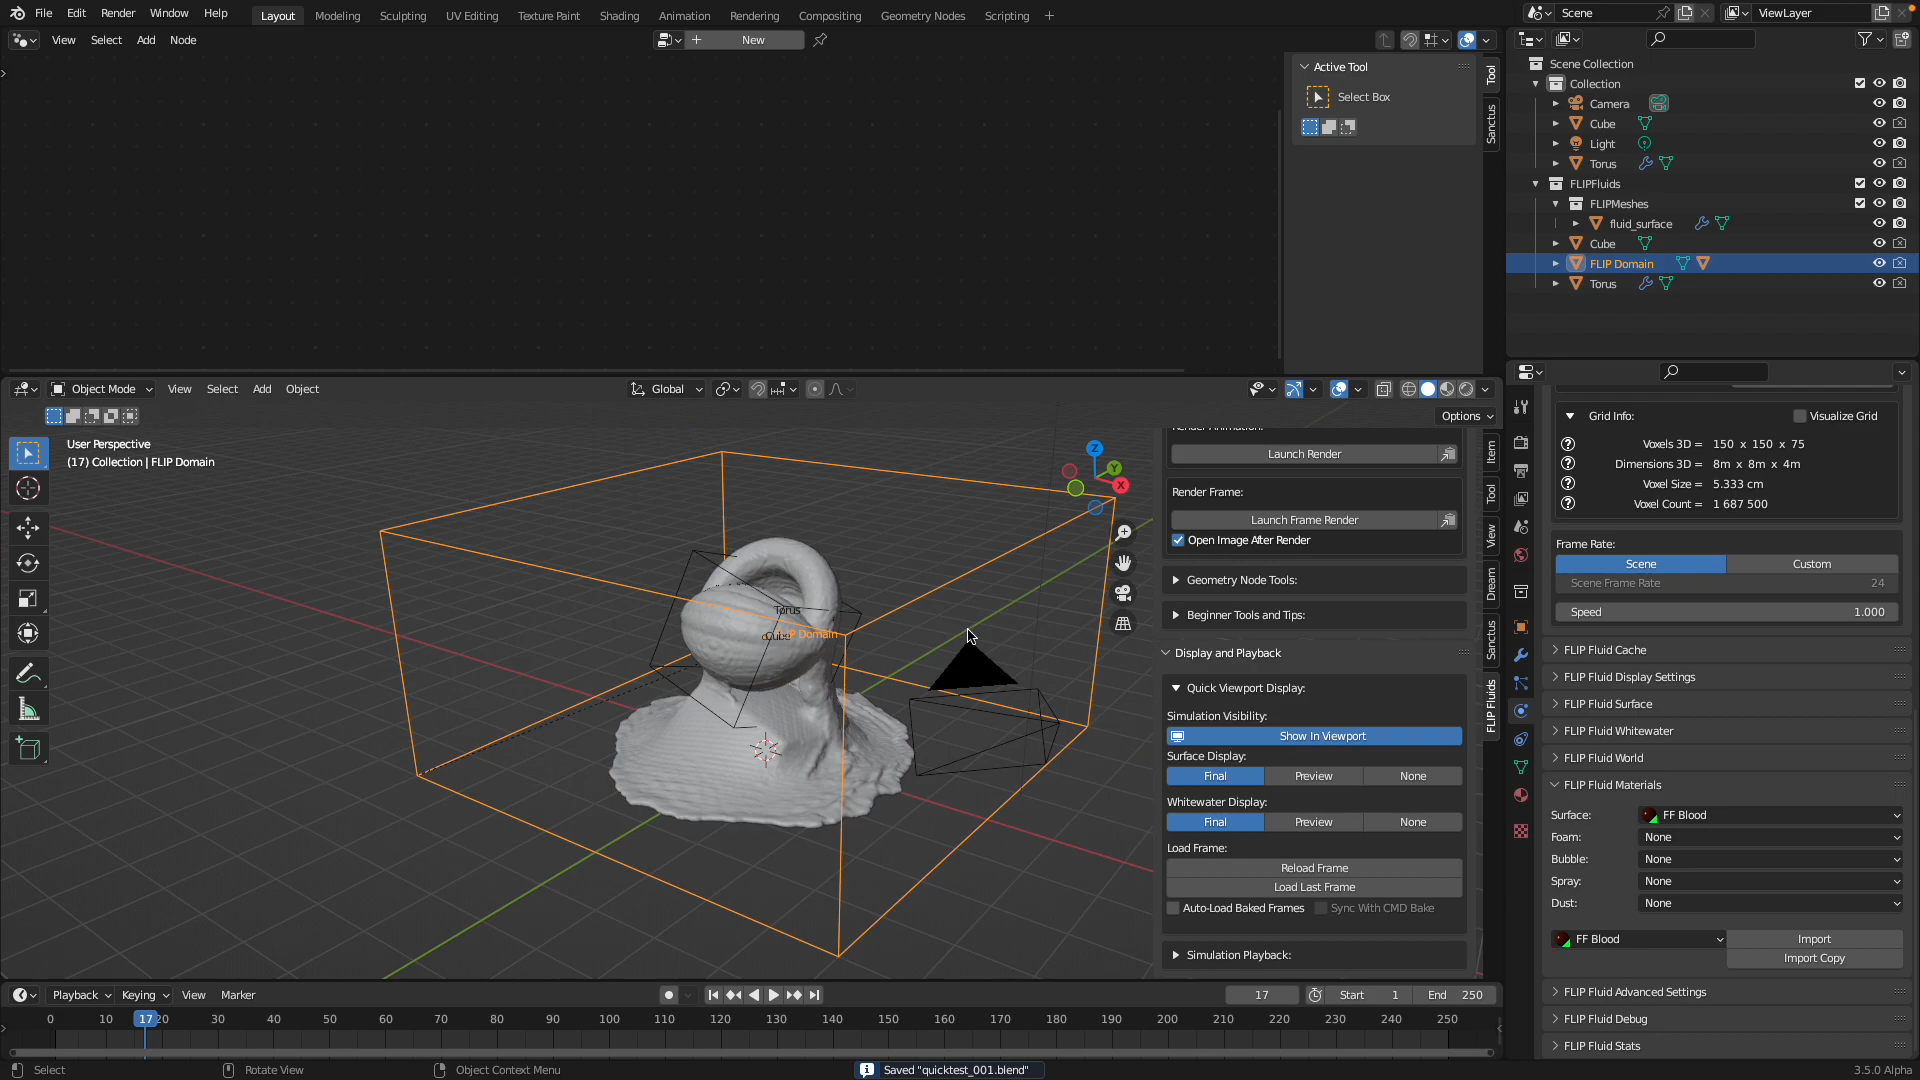 File Edit Render Window Help
Layout Modeling Sculpting UV Editing Texture Paint Shading Animation Rendering Compositing Geometry Nodes Scripting +
Scene
ViewLayer
View Select Add Node
New
Active Tool
Select Box
Tool
Sanctus
Scene Collection
Collection
Camera
Cube
Light
Torus
FLIPFluids
FLIPMeshes
fluid_surface
Cube
FLIP Domain
Torus
Object Mode View Select Add Object
Global
Options
User Perspective
(17) Collection | FLIP Domain
Z
Y
X
Torus
Cube
FLIP Domain
Launch Render
Render Frame:
Launch Frame Render
Open Image After Render
Geometry Node Tools:
Beginner Tools and Tips:
Display and Playback
Quick Viewport Display:
Simulation Visibility:
Show In Viewport
Surface Display:
Final Preview None
Whitewater Display:
Final Preview None
Load Frame:
Reload Frame
Load Last Frame
Auto-Load Baked Frames Sync With CMD Bake
Simulation Playback:
Item
Tool
View
Dream
Sanctus
FLIP Fluids
Grid Info: Visualize Grid
Voxels 3D = 150 x 150 x 75
Dimensions 3D = 8m x 8m x 4m
Voxel Size = 5.333 cm
Voxel Count = 1 687 500
Frame Rate:
Scene Custom
Scene Frame Rate 24
Speed 1.000
FLIP Fluid Cache
FLIP Fluid Display Settings
FLIP Fluid Surface
FLIP Fluid Whitewater
FLIP Fluid World
FLIP Fluid Materials
Surface: FF Blood
Foam: None
Bubble: None
Spray: None
Dust: None
FF Blood Import
Import Copy
FLIP Fluid Advanced Settings
FLIP Fluid Debug
FLIP Fluid Stats
Playback Keying View Marker
17 Start 1 End 250
0 10 17 20 30 40 50 60 70 80 90 100 110 120 130 140 150 160 170 180 190 200 210 220 230 240 250
Select Rotate View Object Context Menu
Saved "quicktest_001.blend"
3.5.0 Alpha